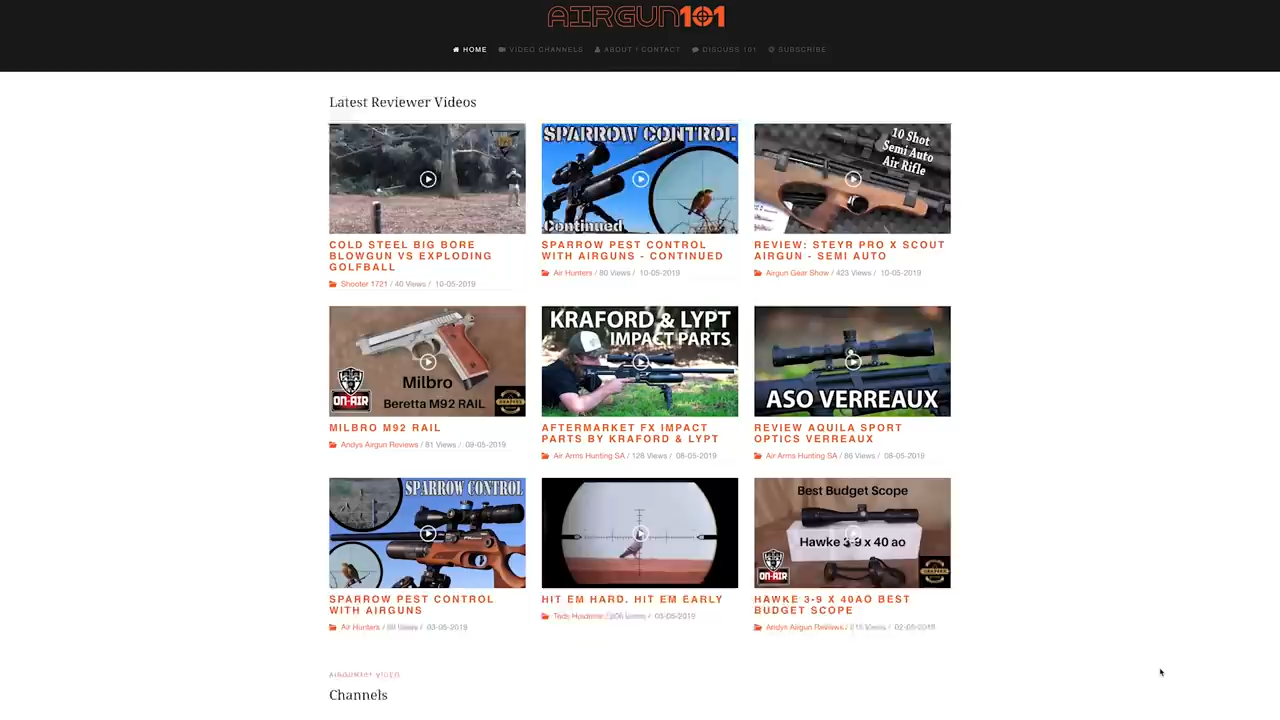 AIRGUN101
HOME VIDEO CHANNELS ABOUT / CONTACT DISCUSS 101 SUBSCRIBE
Latest Reviewer Videos
COLD STEEL BIG BORE
BLOWGUN VS EXPLODING
GOLFBALL
Shooter 1721 / 40 Views / 10-05-2019
SPARROW CONTROL
Continued
SPARROW PEST CONTROL
WITH AIRGUNS - CONTINUED
Air Hunters / 80 Views / 10-05-2019
10 Shot
Semi Auto
Air Rifle
REVIEW: STEYR PRO X SCOUT
AIRGUN - SEMI AUTO
Airgun Gear Show / 423 Views / 10-05-2019
Milbro
Beretta M92 RAIL
ON-AIR
MILBRO M92 RAIL
Andys Airgun Reviews / 81 Views / 09-05-2019
KRAFORD & LYPT
IMPACT PARTS
AFTERMARKET FX IMPACT
PARTS BY KRAFORD & LYPT
Air Arms Hunting SA / 128 Views / 08-05-2019
ASO VERREAUX
REVIEW AQUILA SPORT
OPTICS VERREAUX
Air Arms Hunting SA / 86 Views / 08-05-2019
SPARROW CONTROL
SPARROW PEST CONTROL
WITH AIRGUNS
Air Hunters / Views / 03-05-2019
HIT EM HARD. HIT EM EARLY
Teds / 03-05-2019
Best Budget Scope
Hawke 3-9 x 40 ao
ON-AIR
HAWKE 3-9 X 40AO BEST
BUDGET SCOPE
Andys Airgun Reviews / Views / 02-05-2019
Channels